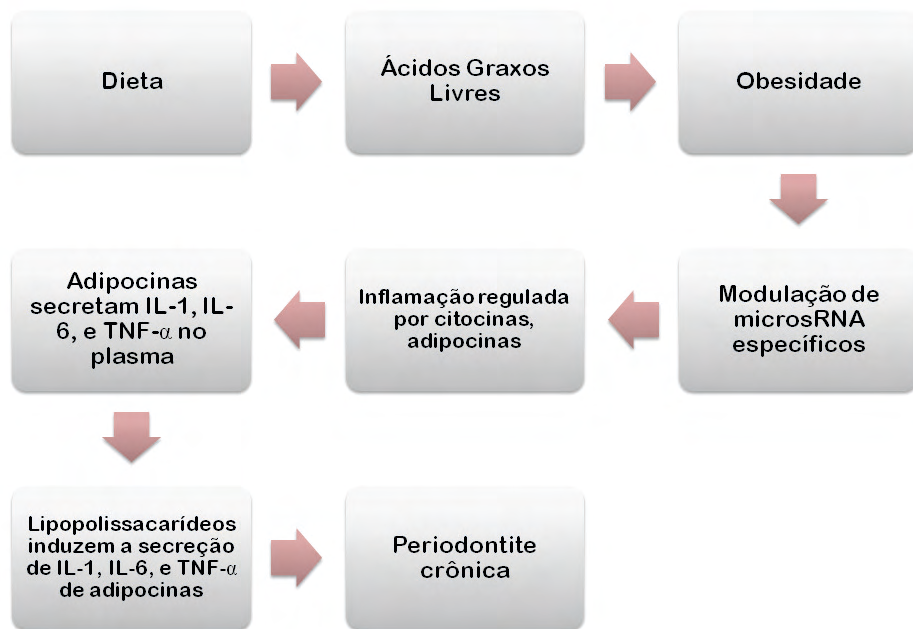 Dieta
Ácidos Graxos
Livres
Obesidade
Modulação de
microsRNA
específicos
Inflamação regulada
por citocinas,
adipocinas
Adipocinas
secretam IL-1, IL-
6, e TNF-α no
plasma
Lipopolissacarídeos
induzem a secreção
de IL-1, IL-6, e TNF-α
de adipocinas
Periodontite
crônica